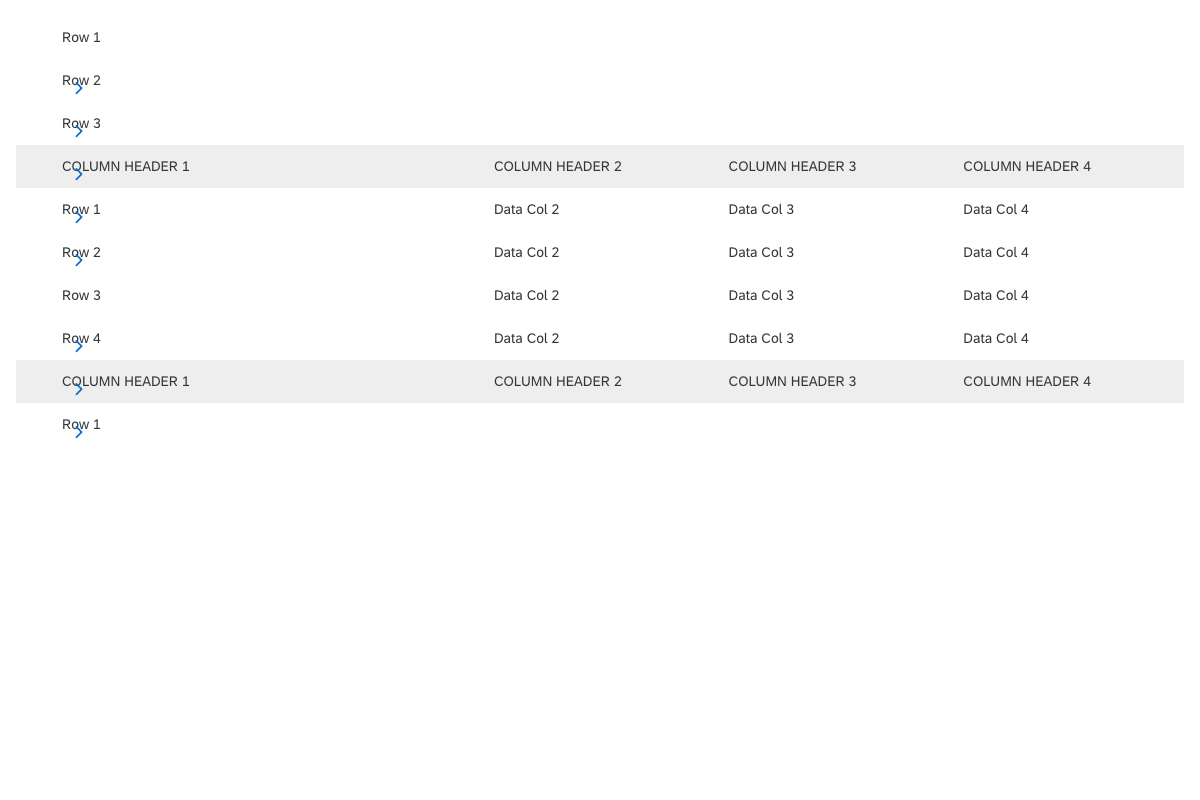 Row 1
Row 2
Row 3
COLUMN HEADER 1 COLUMN HEADER 2 COLUMN HEADER 3 COLUMN HEADER 4
Row 1 Data Col 2 Data Col 3 Data Col 4
Row 2 Data Col 2 Data Col 3 Data Col 4
Row 3 Data Col 2 Data Col 3 Data Col 4
Row 4 Data Col 2 Data Col 3 Data Col 4
COLUMN HEADER 1 COLUMN HEADER 2 COLUMN HEADER 3 COLUMN HEADER 4
Row 1